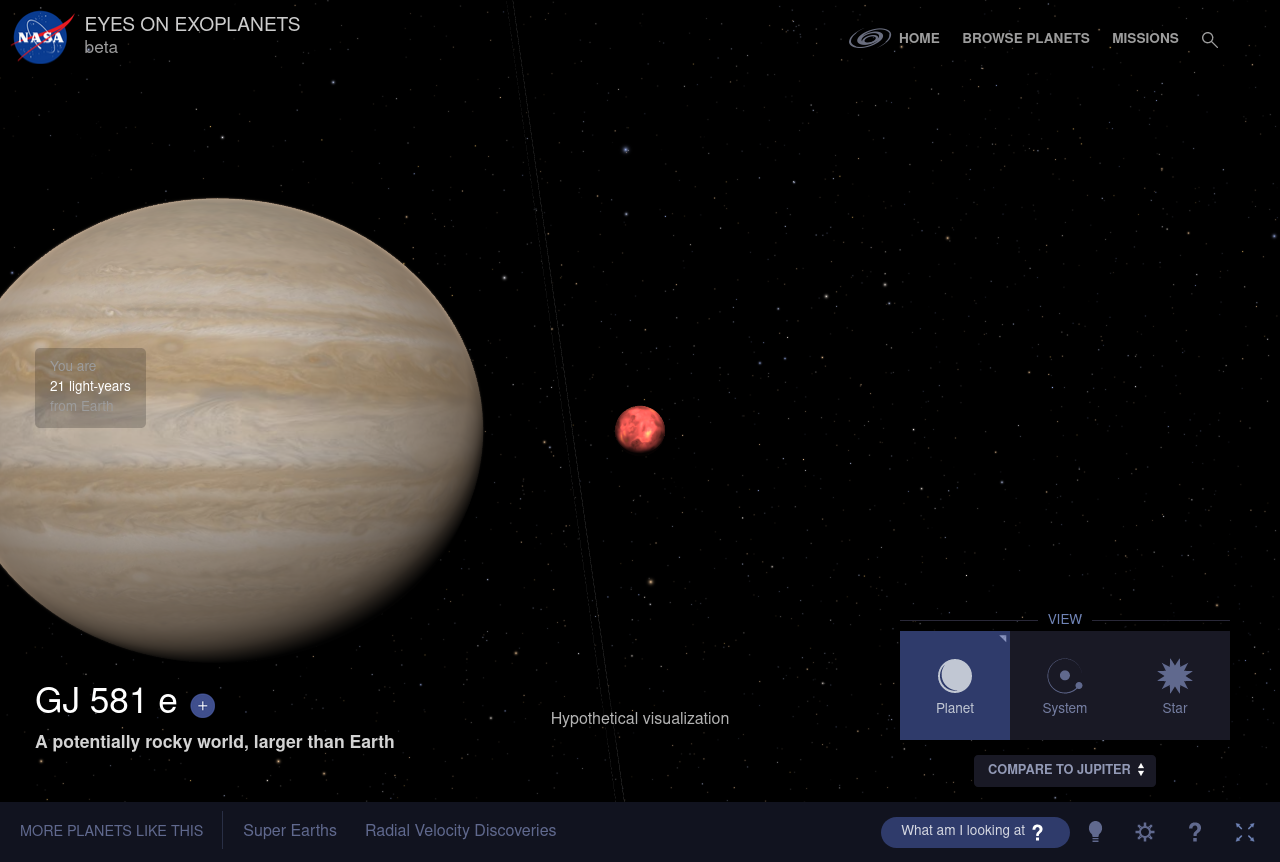 NASA
EYES ON EXOPLANETS
beta
HOME
BROWSE PLANETS
MISSIONS
You are
21 light-years
from Earth
GJ 581 e +
A potentially rocky world, larger than Earth
Hypothetical visualization
VIEW
Planet
System
Star
COMPARE TO JUPITER
MORE PLANETS LIKE THIS
Super Earths
Radial Velocity Discoveries
What am I looking at ?
?